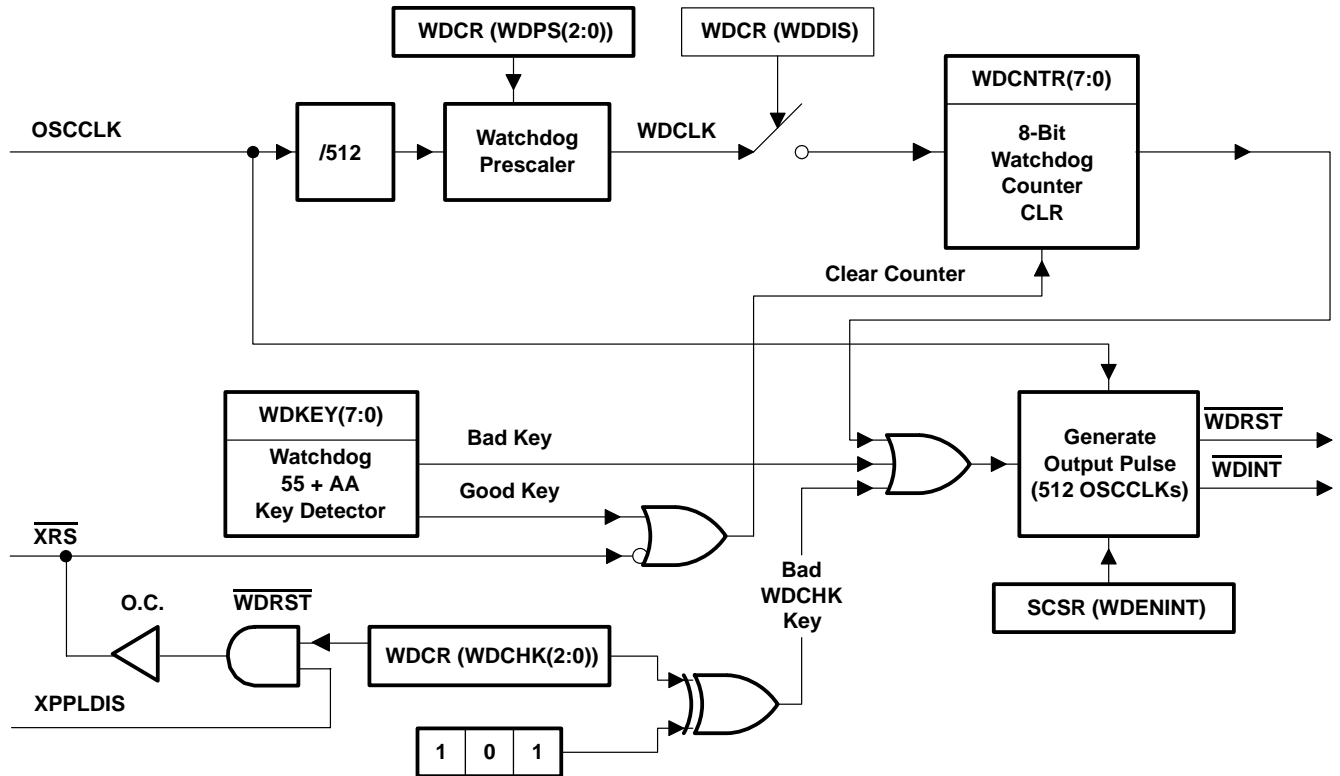 WDCR (WDPS(2:0))
WDCR (WDDIS)
WDCNTR(7:0)
OSCCLK
/512
Watchdog
Prescaler
WDCLK
8-Bit
Watchdog
Counter
CLR
Clear Counter
WDKEY(7:0)
Watchdog
55 + AA
Key Detector
Bad Key
Good Key
Generate
Output Pulse
(512 OSCCLKs)
WDRST
WDINT
XRS
O.C.
WDRST
WDCR (WDCHK(2:0))
Bad
WDCHK
Key
SCSR (WDENINT)
XPPLDIS
1 0 1